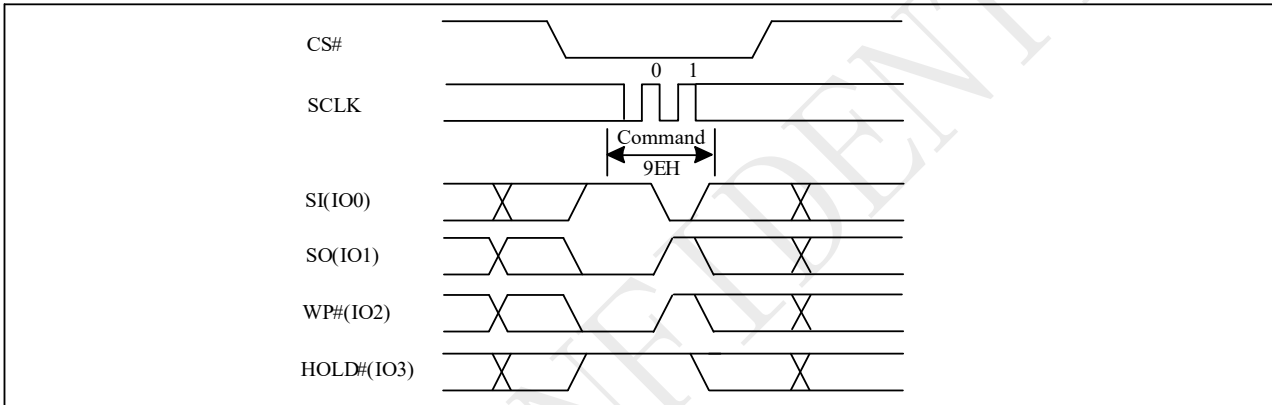 CS#
0 1
SCLK
Command
9EH
SI(IO0)
SO(IO1)
WP#(IO2)
HOLD#(IO3)